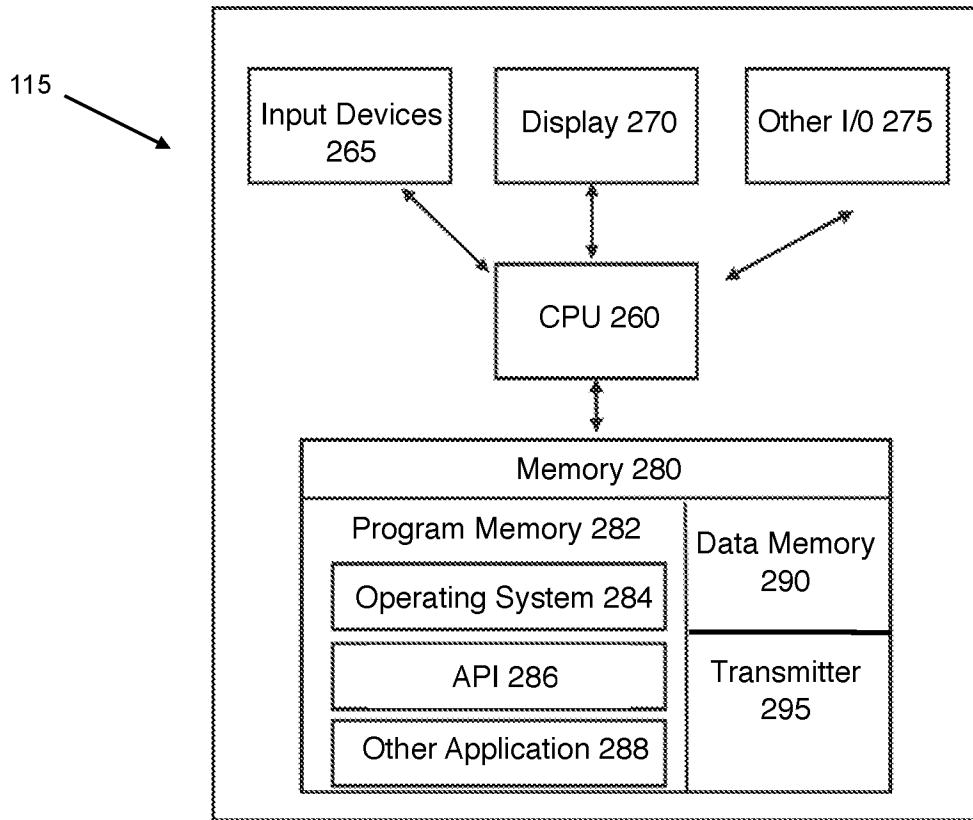 115
Input Devices
265
Display 270
Other I/0 275
CPU 260
Memory 280
Program Memory 282
Operating System 284
API 286
Other Application 288
Data Memory
290
Transmitter
295